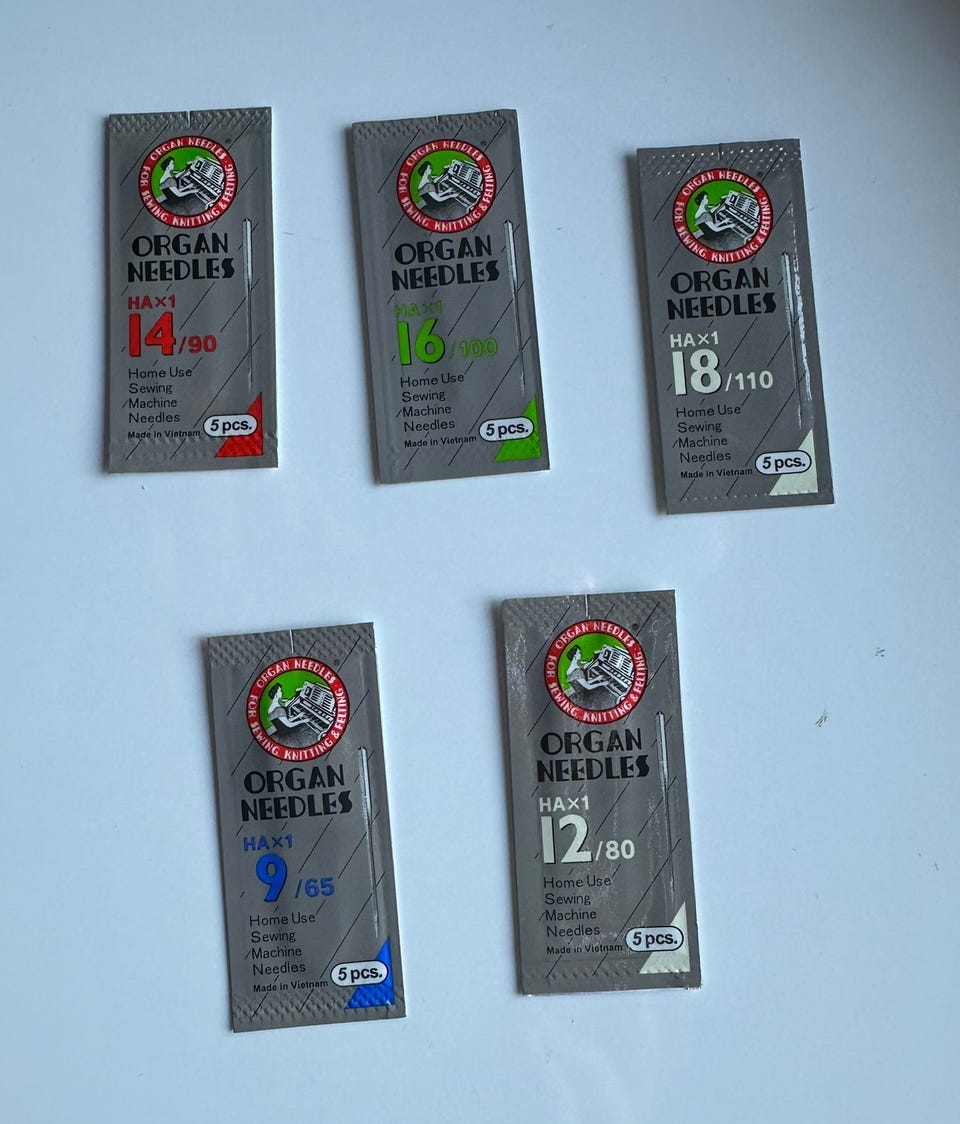 ORGAN NEEDLES · FOR SEWING KNITTING & FELTING ·
ORGAN
NEEDLES
HA×1
14/90
Home Use
Sewing
Machine
Needles
Made in Vietnam
5 pcs.
ORGAN NEEDLES · FOR SEWING KNITTING & FELTING ·
ORGAN
NEEDLES
HA×1
16/100
Home Use
Sewing
Machine
Needles
Made in Vietnam
5 pcs.
ORGAN NEEDLES · FOR SEWING KNITTING & FELTING ·
ORGAN
NEEDLES
HA×1
18/110
Home Use
Sewing
Machine
Needles
Made in Vietnam
5 pcs.
ORGAN NEEDLES · FOR SEWING KNITTING & FELTING ·
ORGAN
NEEDLES
HA×1
9/65
Home Use
Sewing
Machine
Needles
Made in Vietnam
5 pcs.
ORGAN NEEDLES · FOR SEWING KNITTING & FELTING ·
ORGAN
NEEDLES
HA×1
12/80
Home Use
Sewing
Machine
Needles
Made in Vietnam
5 pcs.